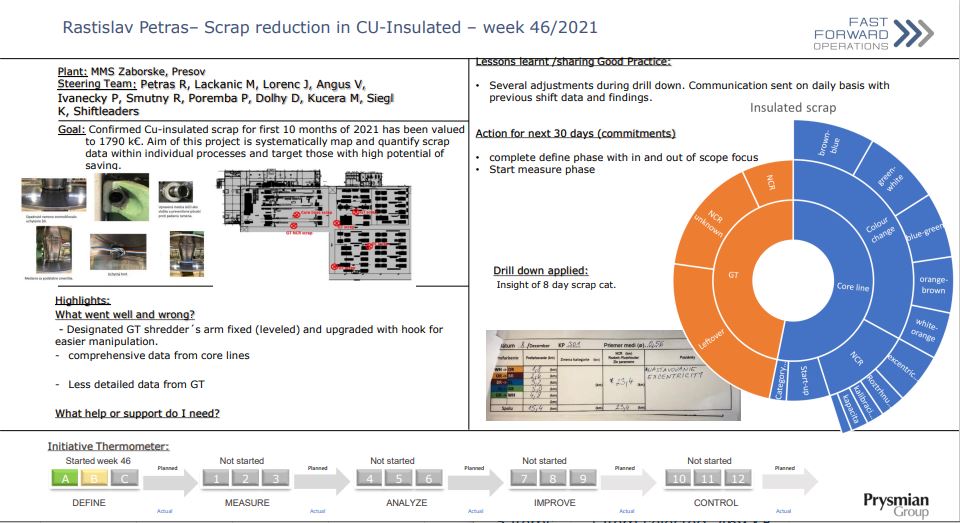 Rastislav Petras– Scrap reduction in CU-Insulated – week 46/2021
FAST
FORWARD
OPERATIONS
Plant: MMS Zaborske, Presov
Steering Team: Petras R, Lackanic M, Lorenc J, Angus V,
Ivanecky P, Smutny R, Poremba P, Dolhy D, Kucera M, Siegl
K, Shiftleaders
Goal: Confirmed Cu-insulated scrap for first 10 months of 2021 has been valued
to 1790 k€. Aim of this project is systematically map and quantify scrap
data within individual processes and target those with high potential of
saving.
Core lines scrap
GT NCR scrap
Highlights:
What went well and wrong?
- Designated GT shredder´s arm fixed (leveled) and upgraded with hook for
easier manipulation.
- comprehensive data from core lines
- Less detailed data from GT
What help or support do I need?
Lessons learnt /sharing Good Practice:
• Several adjustments during drill down. Communication sent on daily basis with
previous shift data and findings.
Action for next 30 days (commitments)
• complete define phase with in and out of scope focus
• Start measure phase
Drill down applied:
Insight of 8 day scrap cat.
Insulated scrap
brown-
blue
green-
white
blue-green
orange-
brown
white-
orange
excentric...
kalibraci...
kapacita
Start-up
Category...
Colour
change
Core line
NCR
GT
NCR
NCR
unknown
Leftover
8/December KP 301 Priemer medi (ø)
Zmena kategorie (km)
NASTAVOVANIE
EXCENTRICITY
23,4
Spolu 15,4 (km) 23,4
Initiative Thermometer:
Started week 46
A B C
DEFINE
Planned
Actual
Not started
1 2 3
MEASURE
Planned
Actual
Not started
4 5 6
ANALYZE
Planned
Actual
Not started
7 8 9
IMPROVE
Planned
Actual
Not started
10 11 12
CONTROL
Planned
Actual
Prysmian
Group